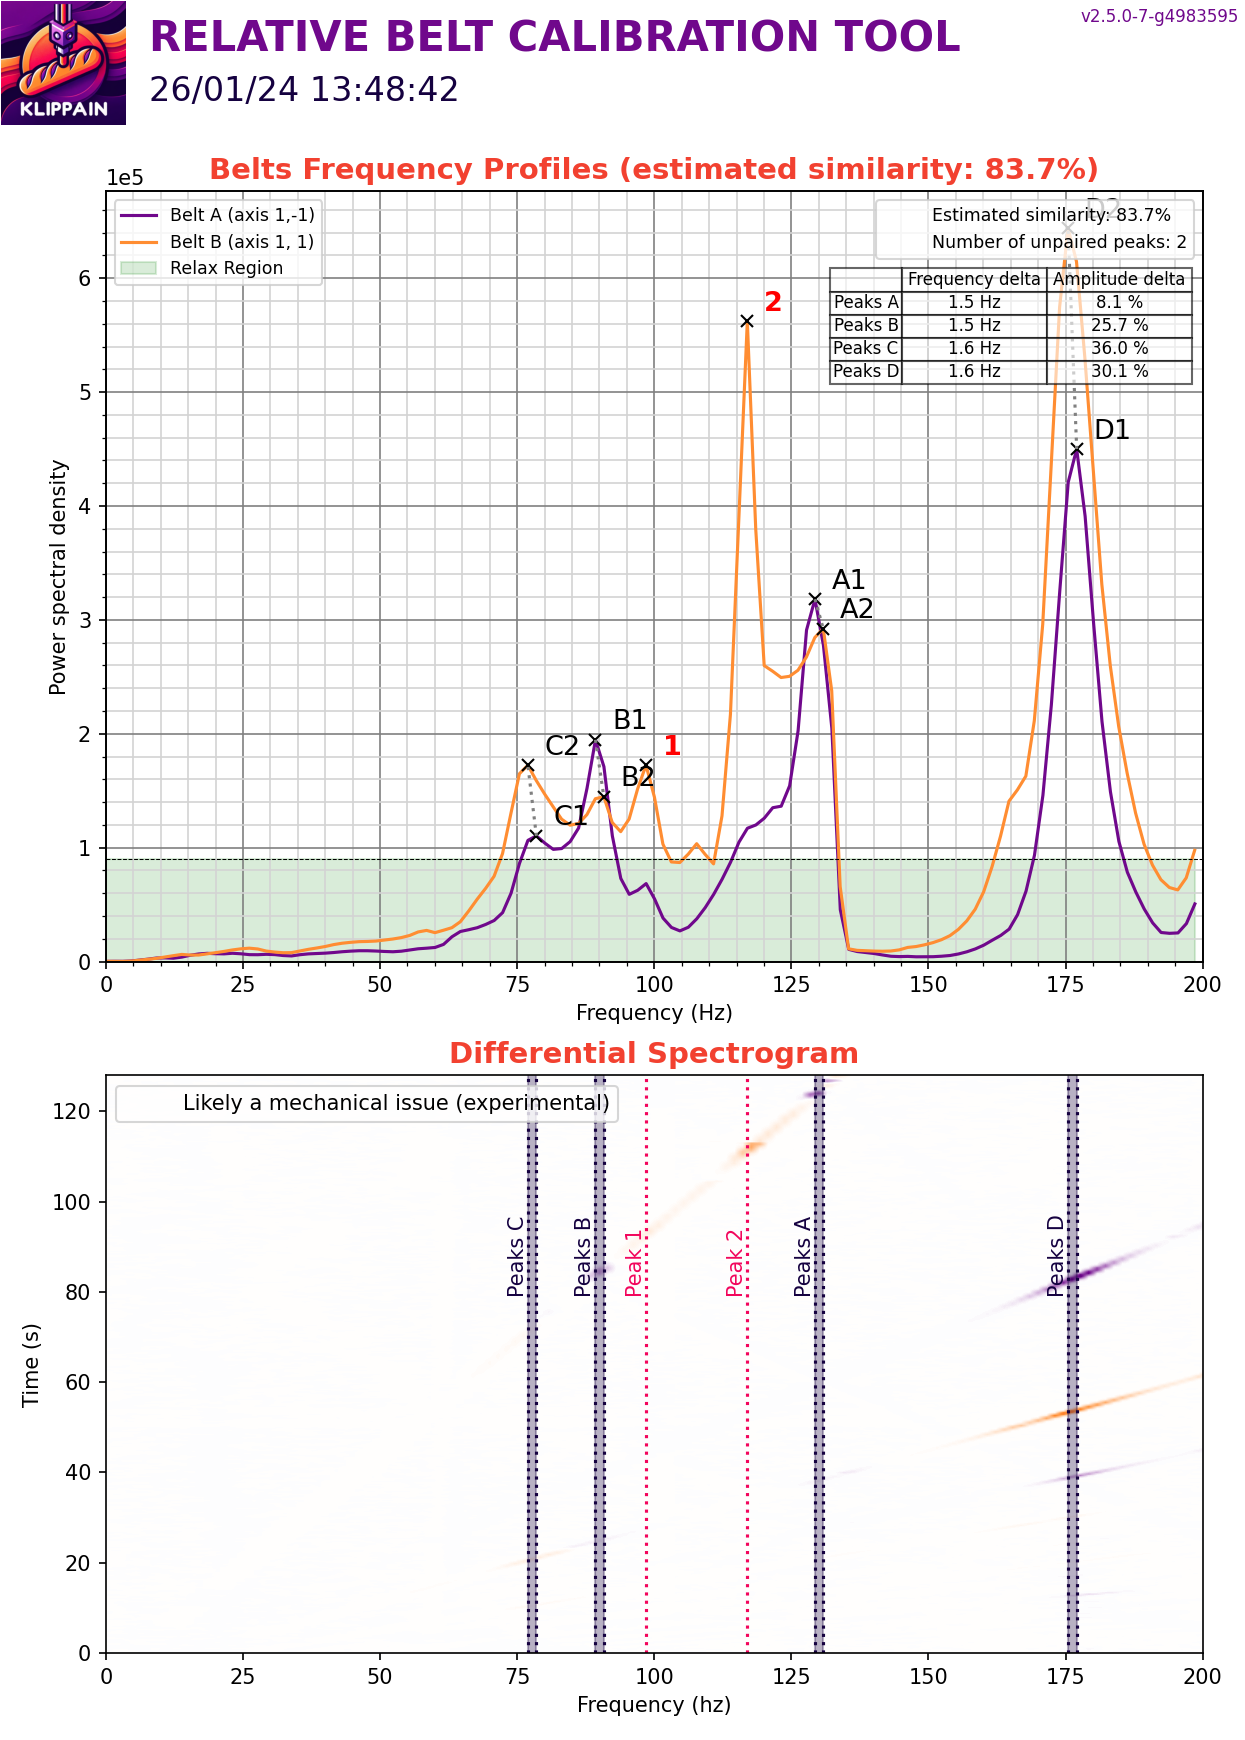 KLIPPAIN
RELATIVE BELT CALIBRATION TOOL
v2.5.0-7-g4983595
26/01/24 13:48:42
Belts Frequency Profiles (estimated similarity: 83.7%)
1e5
Belt A (axis 1,-1)
Belt B (axis 1, 1)
Relax Region
D2
Estimated similarity: 83.7%
Number of unpaired peaks: 2
Frequency delta Amplitude delta
Peaks A 1.5 Hz 8.1 %
Peaks B 1.5 Hz 25.7 %
Peaks C 1.6 Hz 36.0 %
Peaks D 1.6 Hz 30.1 %
2
D1
A1
A2
B1
C2
1
B2
C1
Power spectral density
6
5
4
3
2
1
0
0 25 50 75 100 125 150 175 200
Frequency (Hz)
Differential Spectrogram
Likely a mechanical issue (experimental)
Peaks C
Peaks B
Peak 1
Peak 2
Peaks A
Peaks D
Time (s)
120
100
80
60
40
20
0
0 25 50 75 100 125 150 175 200
Frequency (hz)